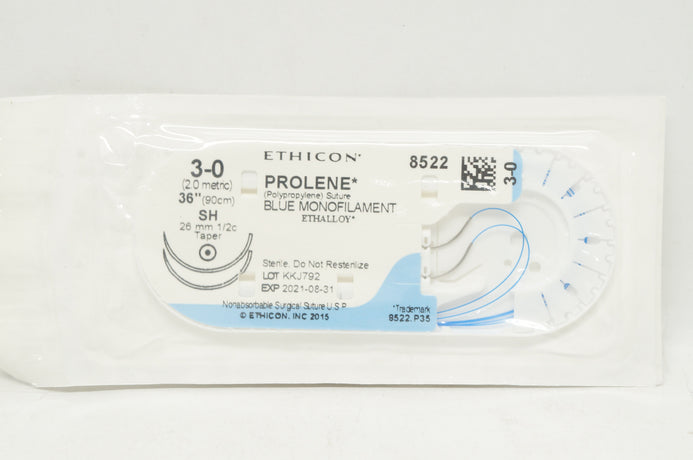 ETHICON*
8522
3-0
3-0
(2.0 metric)
36" (90cm)
SH
26 mm 1/2c
Taper
PROLENE*
(Polypropylene) Suture
BLUE MONOFILAMENT
ETHALLOY*
Sterile. Do Not Resterilize
LOT KKJ792
EXP 2021-08-31
Nonabsorbable Surgical Suture U.S.P.
© ETHICON, INC 2015
*Trademark
8522.P35